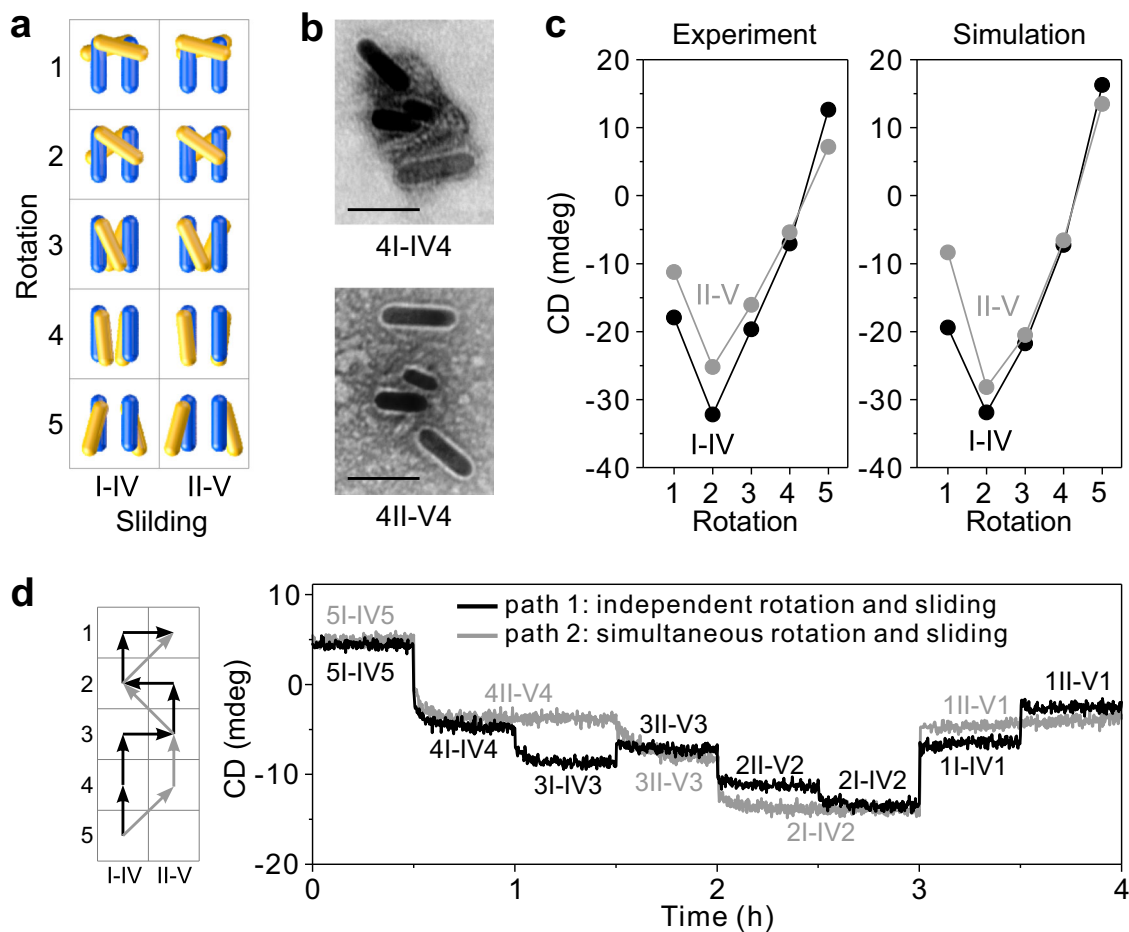 a
Rotation
1
2
3
4
5
I-IV
II-V
Slilding
b
4I-IV4
4II-V4
c
Experiment
Simulation
CD (mdeg)
20
10
0
-10
-20
-30
-40
II-V
I-IV
1 2 3 4 5
Rotation
20
10
0
-10
-20
-30
-40
II-V
I-IV
1 2 3 4 5
Rotation
d
1
2
3
4
5
I-IV II-V
CD (mdeg)
10
0
-10
-20
path 1: independent rotation and sliding
path 2: simultaneous rotation and sliding
5I-IV5
5I-IV5
4II-V4
4I-IV4
3I-IV3
3II-V3
3II-V3
2II-V2
2I-IV2
2I-IV2
1II-V1
1I-IV1
1II-V1
0 1 2 3 4
Time (h)